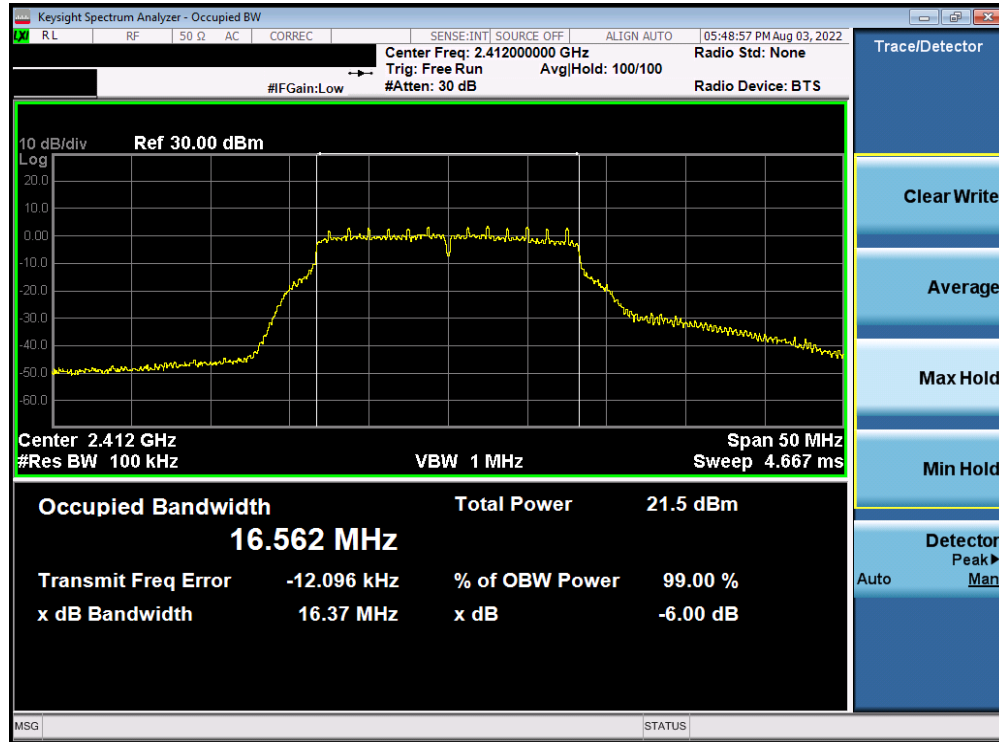 Keysight Spectrum Analyzer - Occupied BW
LXI RL RF 50 Ω AC CORREC SENSE:INT SOURCE OFF ALIGN AUTO 05:48:57 PM Aug 03, 2022
Center Freq: 2.412000000 GHz Radio Std: None
Trig: Free Run Avg|Hold: 100/100
#IFGain:Low #Atten: 30 dB Radio Device: BTS
Trace/Detector
10 dB/div Ref 30.00 dBm
Log
20.0
10.0
0.00
-10.0
-20.0
-30.0
-40.0
-50.0
-60.0
Center 2.412 GHz Span 50 MHz
#Res BW 100 kHz VBW 1 MHz Sweep 4.667 ms
Occupied Bandwidth Total Power 21.5 dBm
16.562 MHz
Transmit Freq Error -12.096 kHz % of OBW Power 99.00 %
x dB Bandwidth 16.37 MHz x dB -6.00 dB
Clear Write
Average
Max Hold
Min Hold
Detector
Peak▶
Auto Man
MSG STATUS